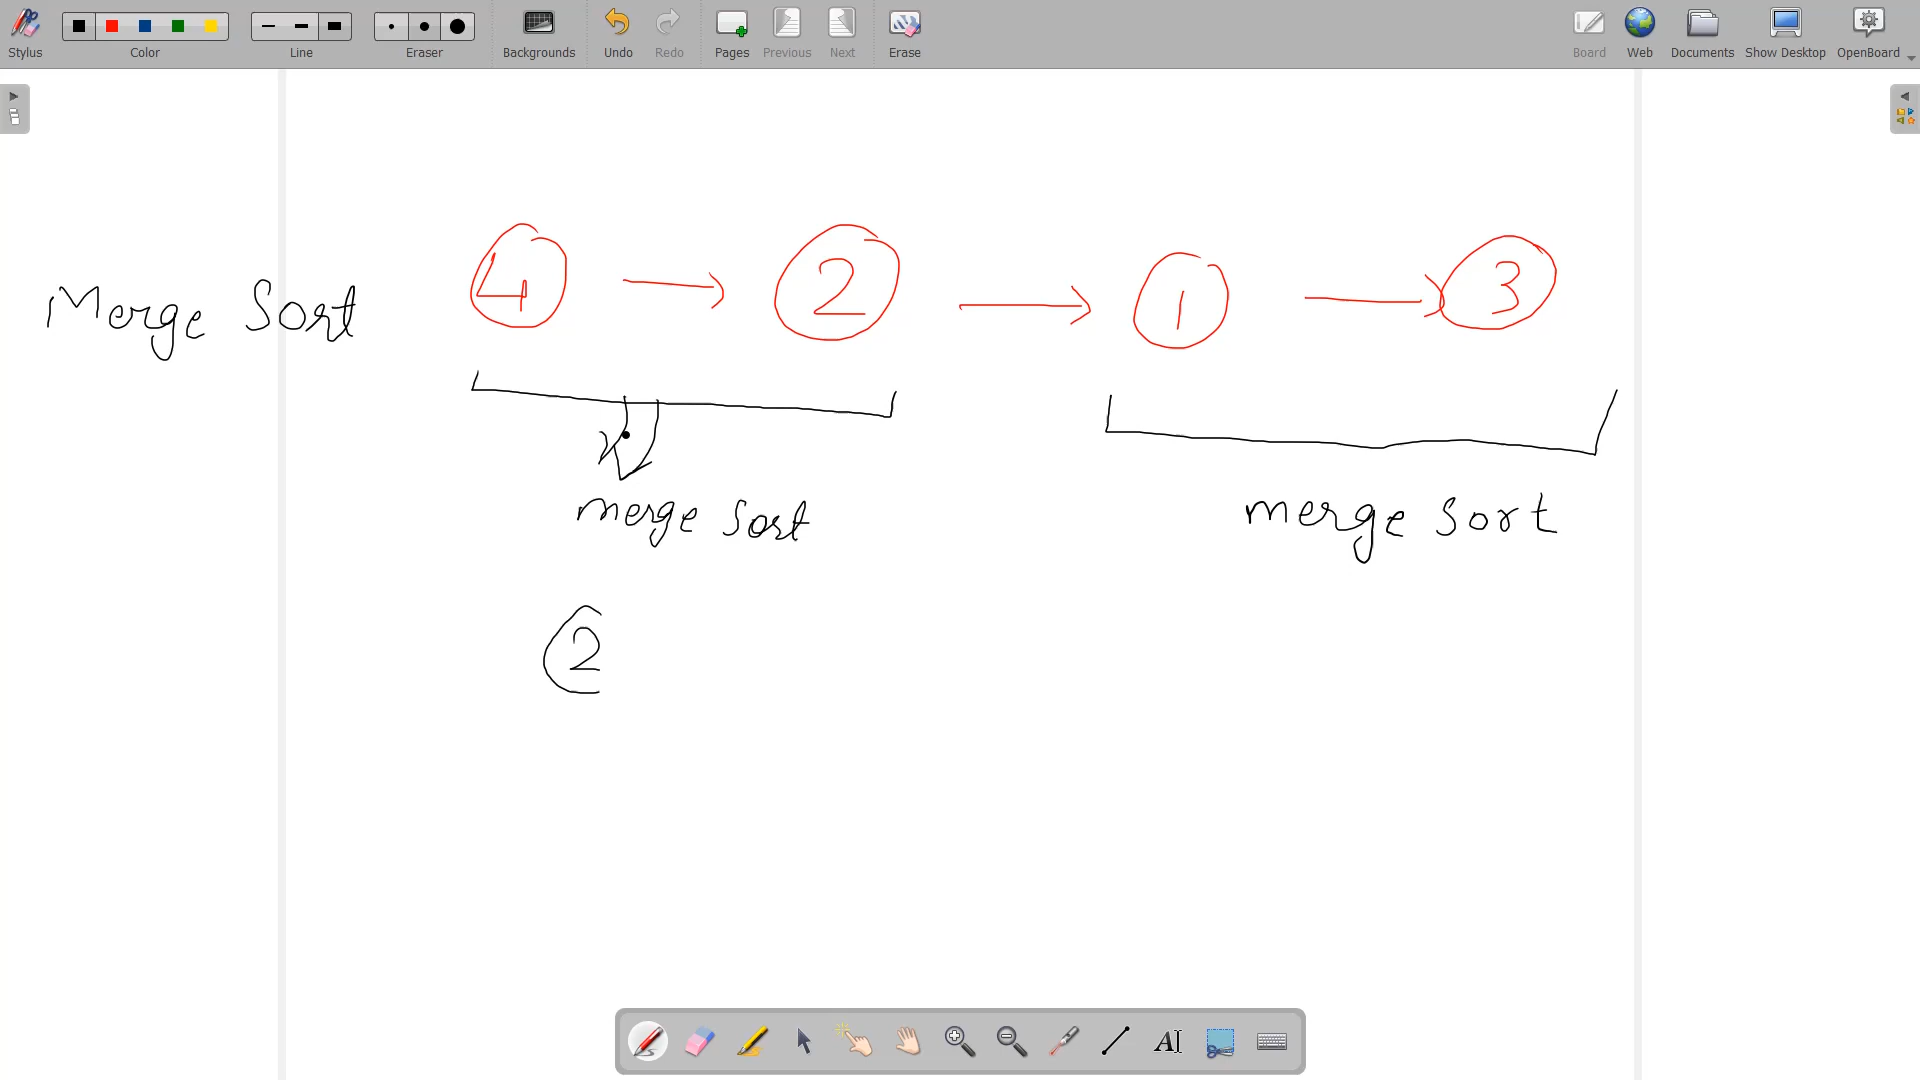 Stylus Color Line Eraser Backgrounds Undo Redo Pages Previous Next Erase Board Web Documents Show Desktop OpenBoard
Merge Sort 4 → 2 → 1 → 3
merge sort merge sort
2
AI